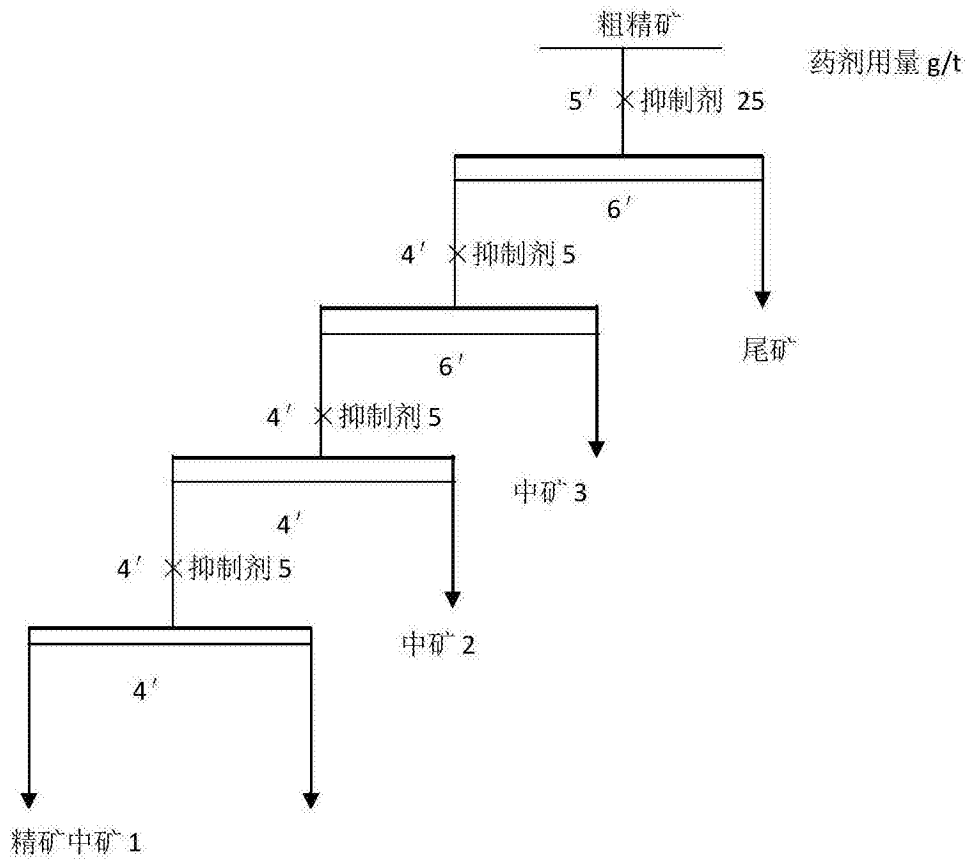 粗精矿
药剂用量 g/t
5′ 抑制剂 25
6′
4′ 抑制剂 5
尾矿
6′
4′ 抑制剂 5
中矿 3
4′
4′ 抑制剂 5
中矿 2
4′
精矿中矿 1